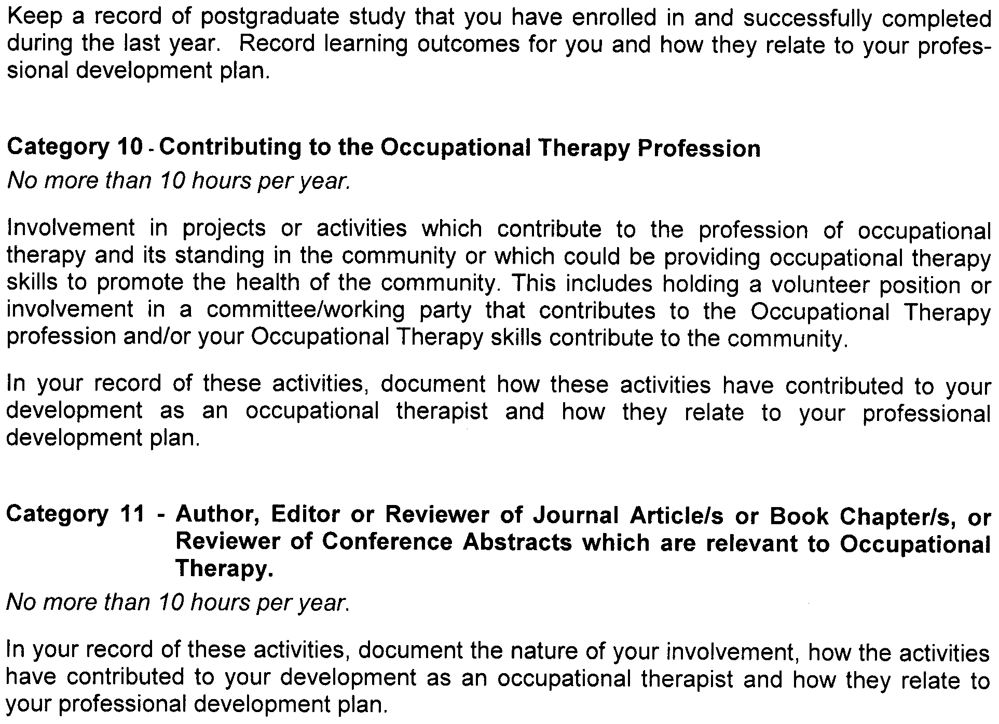 Keep a record of postgraduate study that you have enrolled in and successfully completed
during the last year. Record learning outcomes for you and how they relate to your profes-
sional development plan.
Category 10 - Contributing to the Occupational Therapy Profession
No more than 10 hours per year.
Involvement in projects or activities which contribute to the profession of occupational
therapy and its standing in the community or which could be providing occupational therapy
skills to promote the health of the community. This includes holding a volunteer position or
involvement in a committee/working party that contributes to the Occupational Therapy
profession and/or your Occupational Therapy skills contribute to the community.
In your record of these activities, document how these activities have contributed to your
development as an occupational therapist and how they relate to your professional
development plan.
Category 11 - Author, Editor or Reviewer of Journal Article/s or Book Chapter/s, or
Reviewer of Conference Abstracts which are relevant to Occupational
Therapy.
No more than 10 hours per year.
In your record of these activities, document the nature of your involvement, how the activities
have contributed to your development as an occupational therapist and how they relate to
your professional development plan.